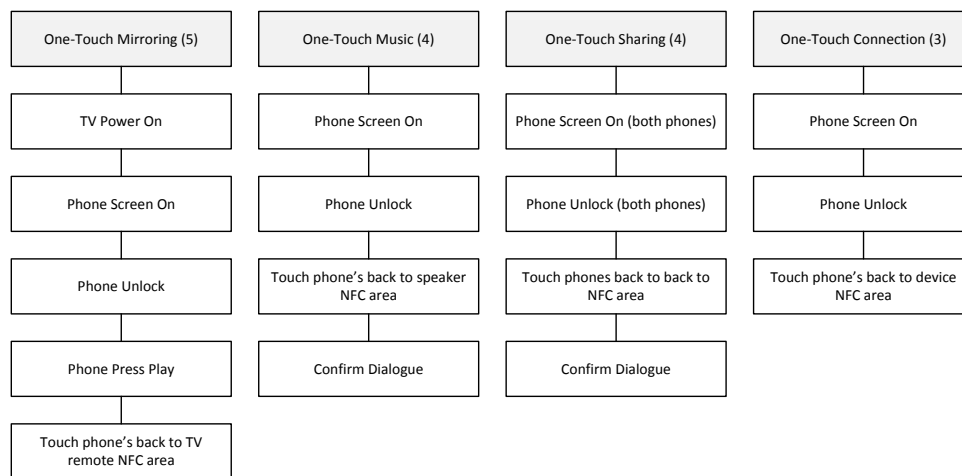 One-Touch Mirroring (5)
TV Power On
Phone Screen On
Phone Unlock
Phone Press Play
Touch phone’s back to TV
remote NFC area
One-Touch Music (4)
Phone Screen On
Phone Unlock
Touch phone’s back to speaker
NFC area
Confirm Dialogue
One-Touch Sharing (4)
Phone Screen On (both phones)
Phone Unlock (both phones)
Touch phones back to back to
NFC area
Confirm Dialogue
One-Touch Connection (3)
Phone Screen On
Phone Unlock
Touch phone’s back to device
NFC area